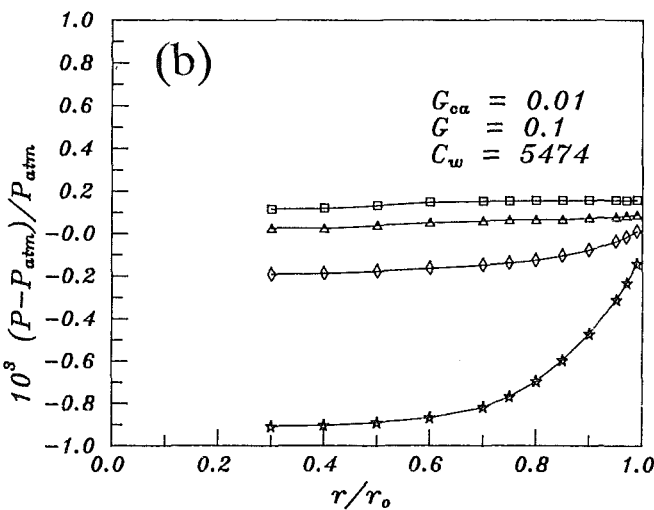 (b)
G_ca = 0.01
G = 0.1
C_w = 5474
10³ (P−P_atm)/P_atm
1.0
0.8
0.6
0.4
0.2
-0.0
-0.2
-0.4
-0.6
-0.8
-1.0
0.0 0.2 0.4 0.6 0.8 1.0
r/r_o